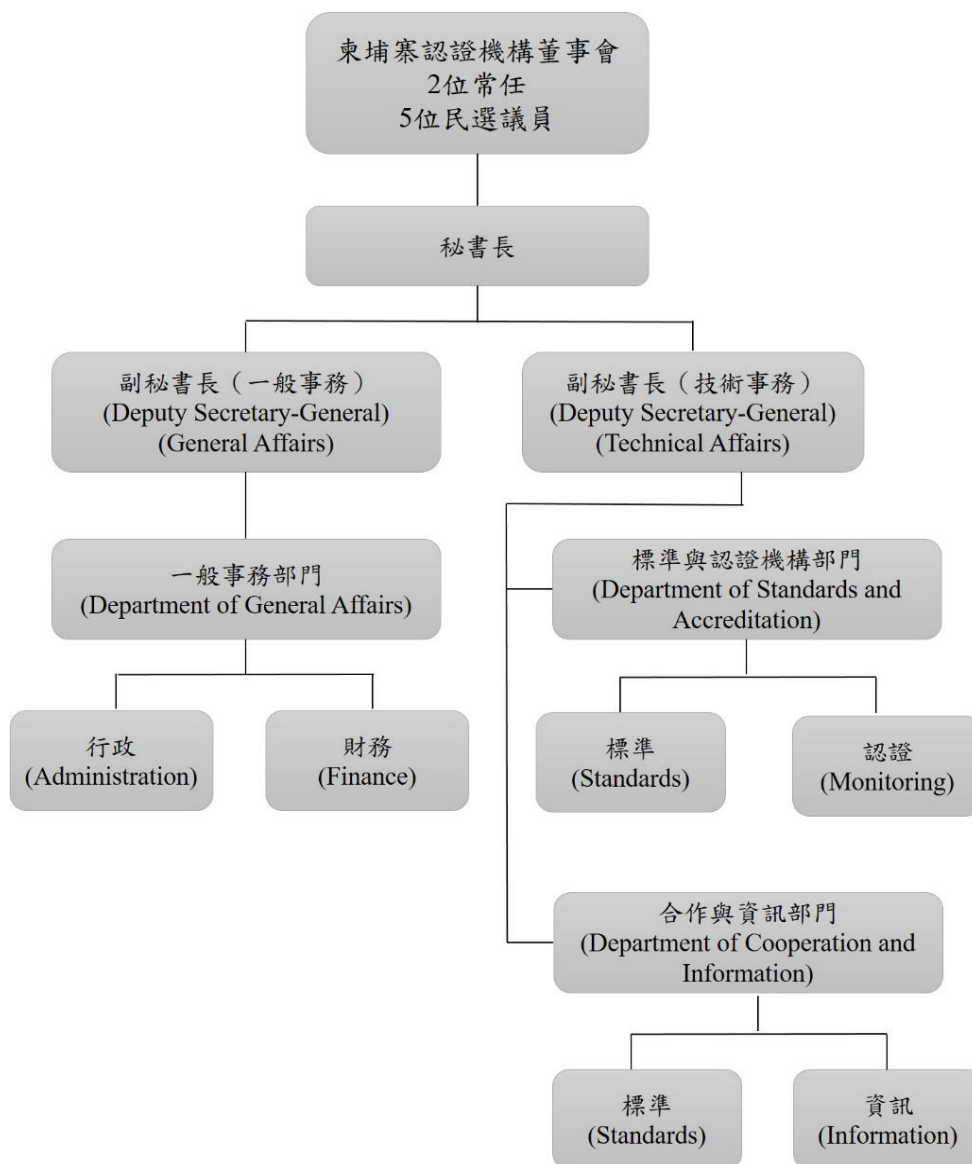 柬埔寨認證機構董事會
2位常任
5位民選議員
秘書長
副秘書長（一般事務）
(Deputy Secretary-General)
(General Affairs)
副秘書長（技術事務）
(Deputy Secretary-General)
(Technical Affairs)
一般事務部門
(Department of General Affairs)
標準與認證機構部門
(Department of Standards and
Accreditation)
行政
(Administration)
財務
(Finance)
標準
(Standards)
認證
(Monitoring)
合作與資訊部門
(Department of Cooperation and
Information)
標準
(Standards)
資訊
(Information)